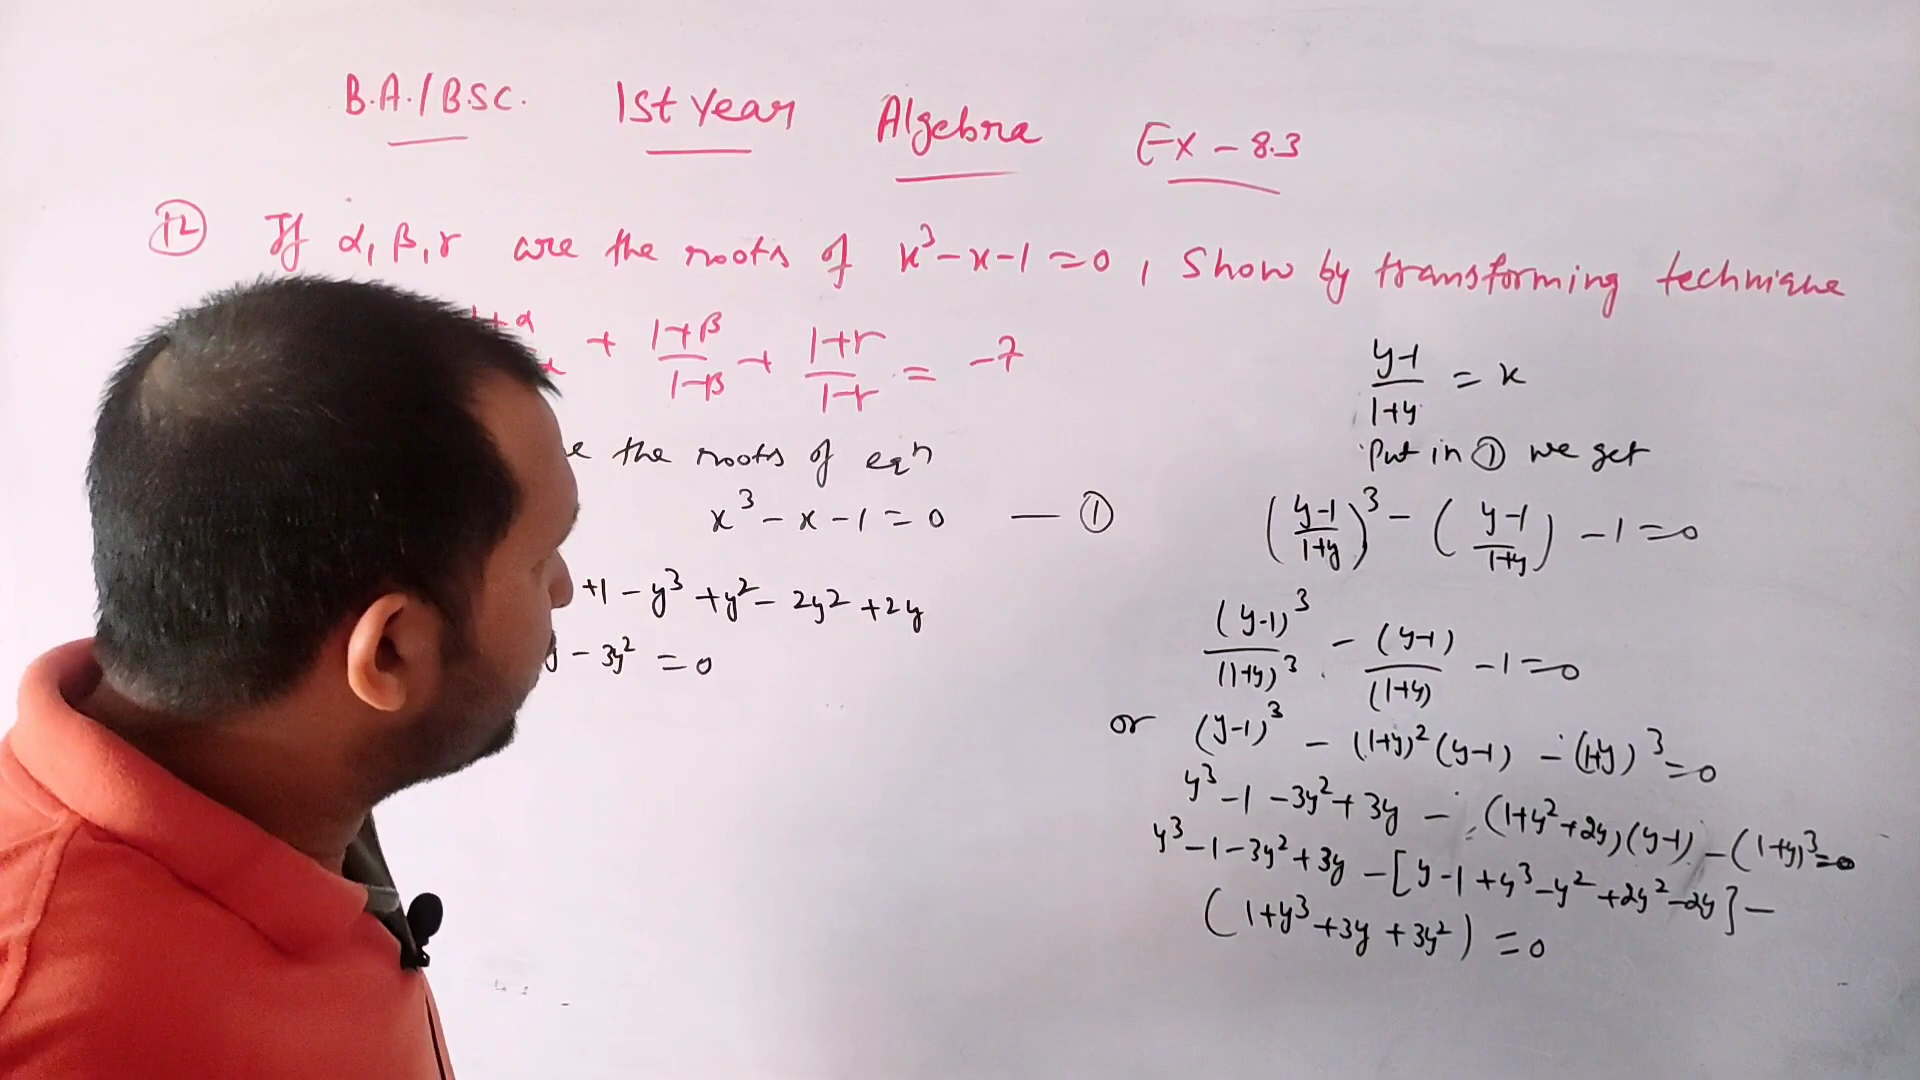 B.A./B.SC. 1st Year Algebra Ex - 8.3
(12) If α, β, r are the roots of x³-x-1=0, Show by transforming technique
1+α + 1+β/1-β + 1+r/1-r = -7
the roots of eqⁿ
x³ - x - 1 = 0 — ①
+1 - y³ + y² - 2y² + 2y
- 3y² = 0
y-1/1+y = x
Put in ① we get
(y-1/1+y)³ - (y-1/1+y) - 1 = 0
(y-1)³/(1+y)³ - (y-1)/(1+y) - 1 = 0
or (y-1)³ - (1+y)²(y-1) - (1+y)³ = 0
y³ - 1 - 3y² + 3y - (1+y²+2y)(y-1) - (1+y)³ = 0
y³ - 1 - 3y² + 3y - [y - 1 + y³ - y² + 2y² - 2y] -
(1+y³ + 3y + 3y²) = 0